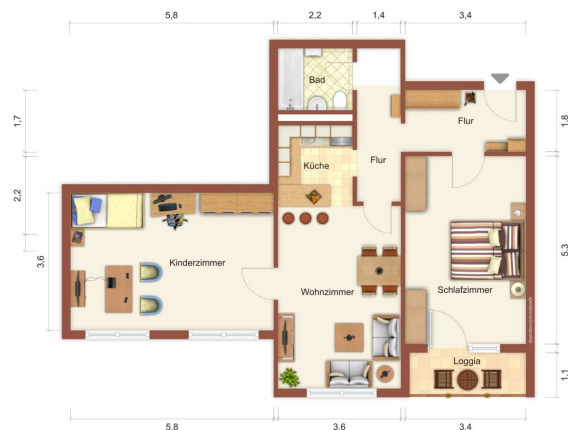 5,8
2,2
1,4
3,4
Bad
1,7
1,8
Flur
Küche
Flur
2,2
3,6
5,3
Kinderzimmer
Wohnzimmer
Schlafzimmer
Loggia
1,1
5,8
3,6
3,4